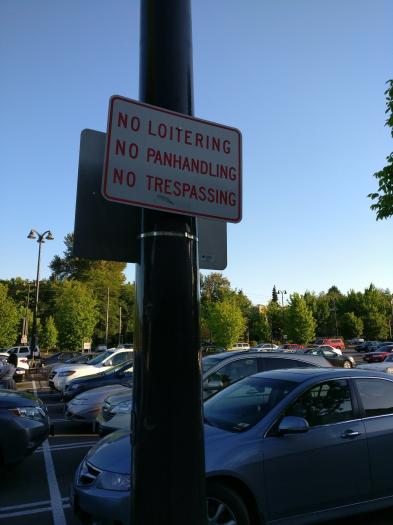 NO LOITERING
NO PANHANDLING
NO TRESPASSING